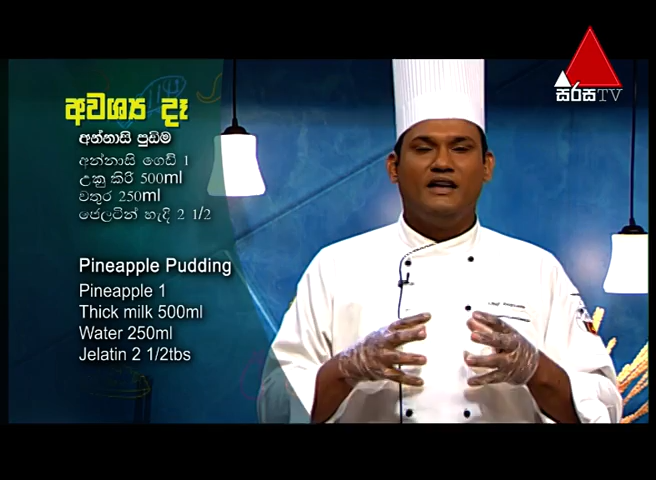 අවශ්‍ය දෑ
අන්නාසි පුඩිම
අන්නාසි ගෙඩි 1
උකු කිරි 500ml
වතුර 250ml
ජෙලටින් හැදි 2 1/2
Pineapple Pudding
Pineapple 1
Thick milk 500ml
Water 250ml
Jelatin 2 1/2tbs
සිරස TV